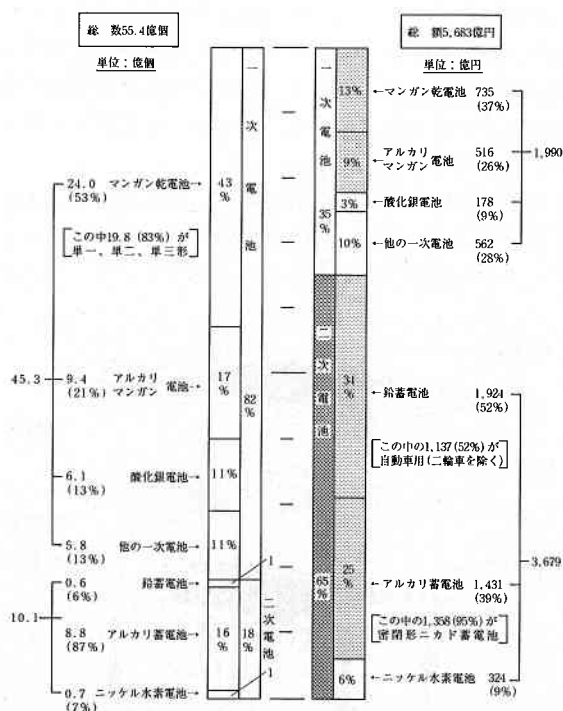 総 数55.4億個
単位：億個
一次電池
24.0 マンガン乾電池→
(53%)
43
%
この中19.8 (83%) が
単一、単二、単三形
45.3
9.4 アルカリ
(21%) マンガン 電池→
17
%
82
%
6.1 酸化銀電池→
(13%)
11%
5.8 他の一次電池→
(13%)
11%
1
0.6 鉛蓄電池→
(6%)
10.1
8.8 アルカリ蓄電池→
(87%)
16
%
18
%
二次電池
1
0.7 ニッケル水素電池→
(7%)
総 額5,683億円
単位：億円
一次電池
35
%
13%
←マンガン乾電池 735
(37%)
9%
アルカリ
←マンガン 電池 516
(26%)
1,990
3%
←酸化銀電池 178
(9%)
10%
←他の一次電池 562
(28%)
二次電池
65
%
34
%
←鉛蓄電池 1,924
(52%)
この中の1,137(52%)が
自動車用(二輪車を除く)
3,679
25
%
←アルカリ蓄電池 1,431
(39%)
この中の1,358(95%)が
密閉形ニカド蓄電池
6%
←ニッケル水素電池 324
(9%)